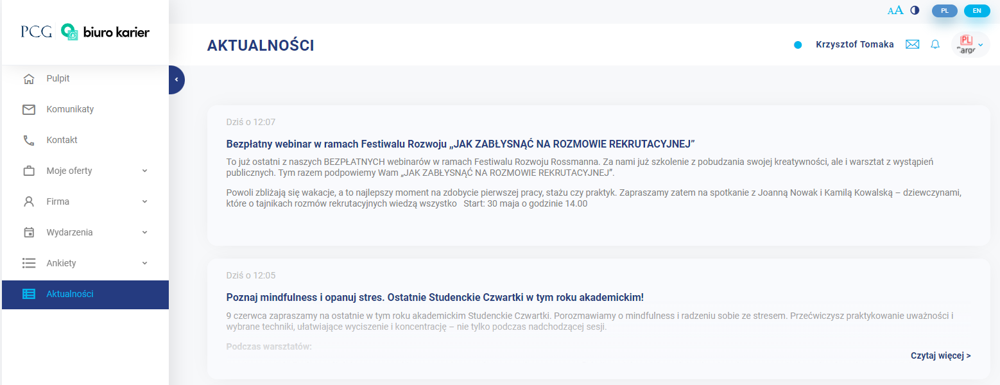 AA
PL
EN
PCG biuro karier
AKTUALNOŚCI
Krzysztof Tomaka
PL
Pulpit
Komunaty
Kontakt
Moje oferty
Firma
Wydarzenia
Ankiety
Aktualności
Dziś o 12:07
Bezpłatny webinar w ramach Festiwalu Rozwoju „JAK ZABŁYSNĄĆ NA ROZMOWIE REKRUTACYJNEJ”
To już ostatni z naszych BEZPŁATNYCH webinarów w ramach Festiwalu Rozwoju Rossmanna. Za nami już szkolenie z pobudzania swojej kreatywności, ale i warsztat z wystąpień
publicznych. Tym razem podpowiemy Wam „JAK ZABŁYSNĄĆ NA ROZMOWIE REKRUTACYJNEJ”.
Powoli zbliżają się wakacje, a to najlepszy moment na zdobycie pierwszej pracy, stażu czy praktyk. Zapraszamy zatem na spotkanie z Joanną Nowak i Kamilą Kowalską – dziewczynami,
które o tajnikach rozmów rekrutacyjnych wiedzą wszystko Start: 30 maja o godzinie 14.00
Dziś o 12:05
Poznaj mindfulness i opanuj stres. Ostatnie Studenckie Czwartki w tym roku akademickim!
9 czerwca zapraszamy na ostatnie w tym roku akademickim Studenckie Czwartki. Porozmawiamy o mindfulness i radzeniu sobie ze stresem. Przećwiczysz praktykowanie uważności i
wybrane techniki, ułatwiające wyciszenie i koncentrację – nie tylko podczas nadchodzącej sesji.
Podczas warsztatów:
Czytaj więcej >